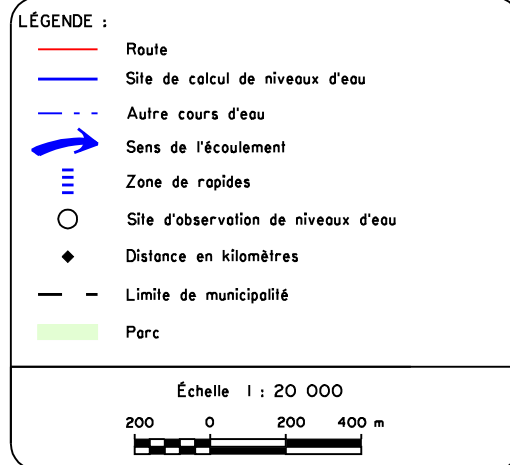 LÉGENDE :
Route
Site de calcul de niveaux d'eau
Autre cours d'eau
Sens de l'écoulement
Zone de rapides
Site d'observation de niveaux d'eau
Distance en kilomètres
Limite de municipalité
Parc
Échelle 1 : 20 000
200 0 200 400 m